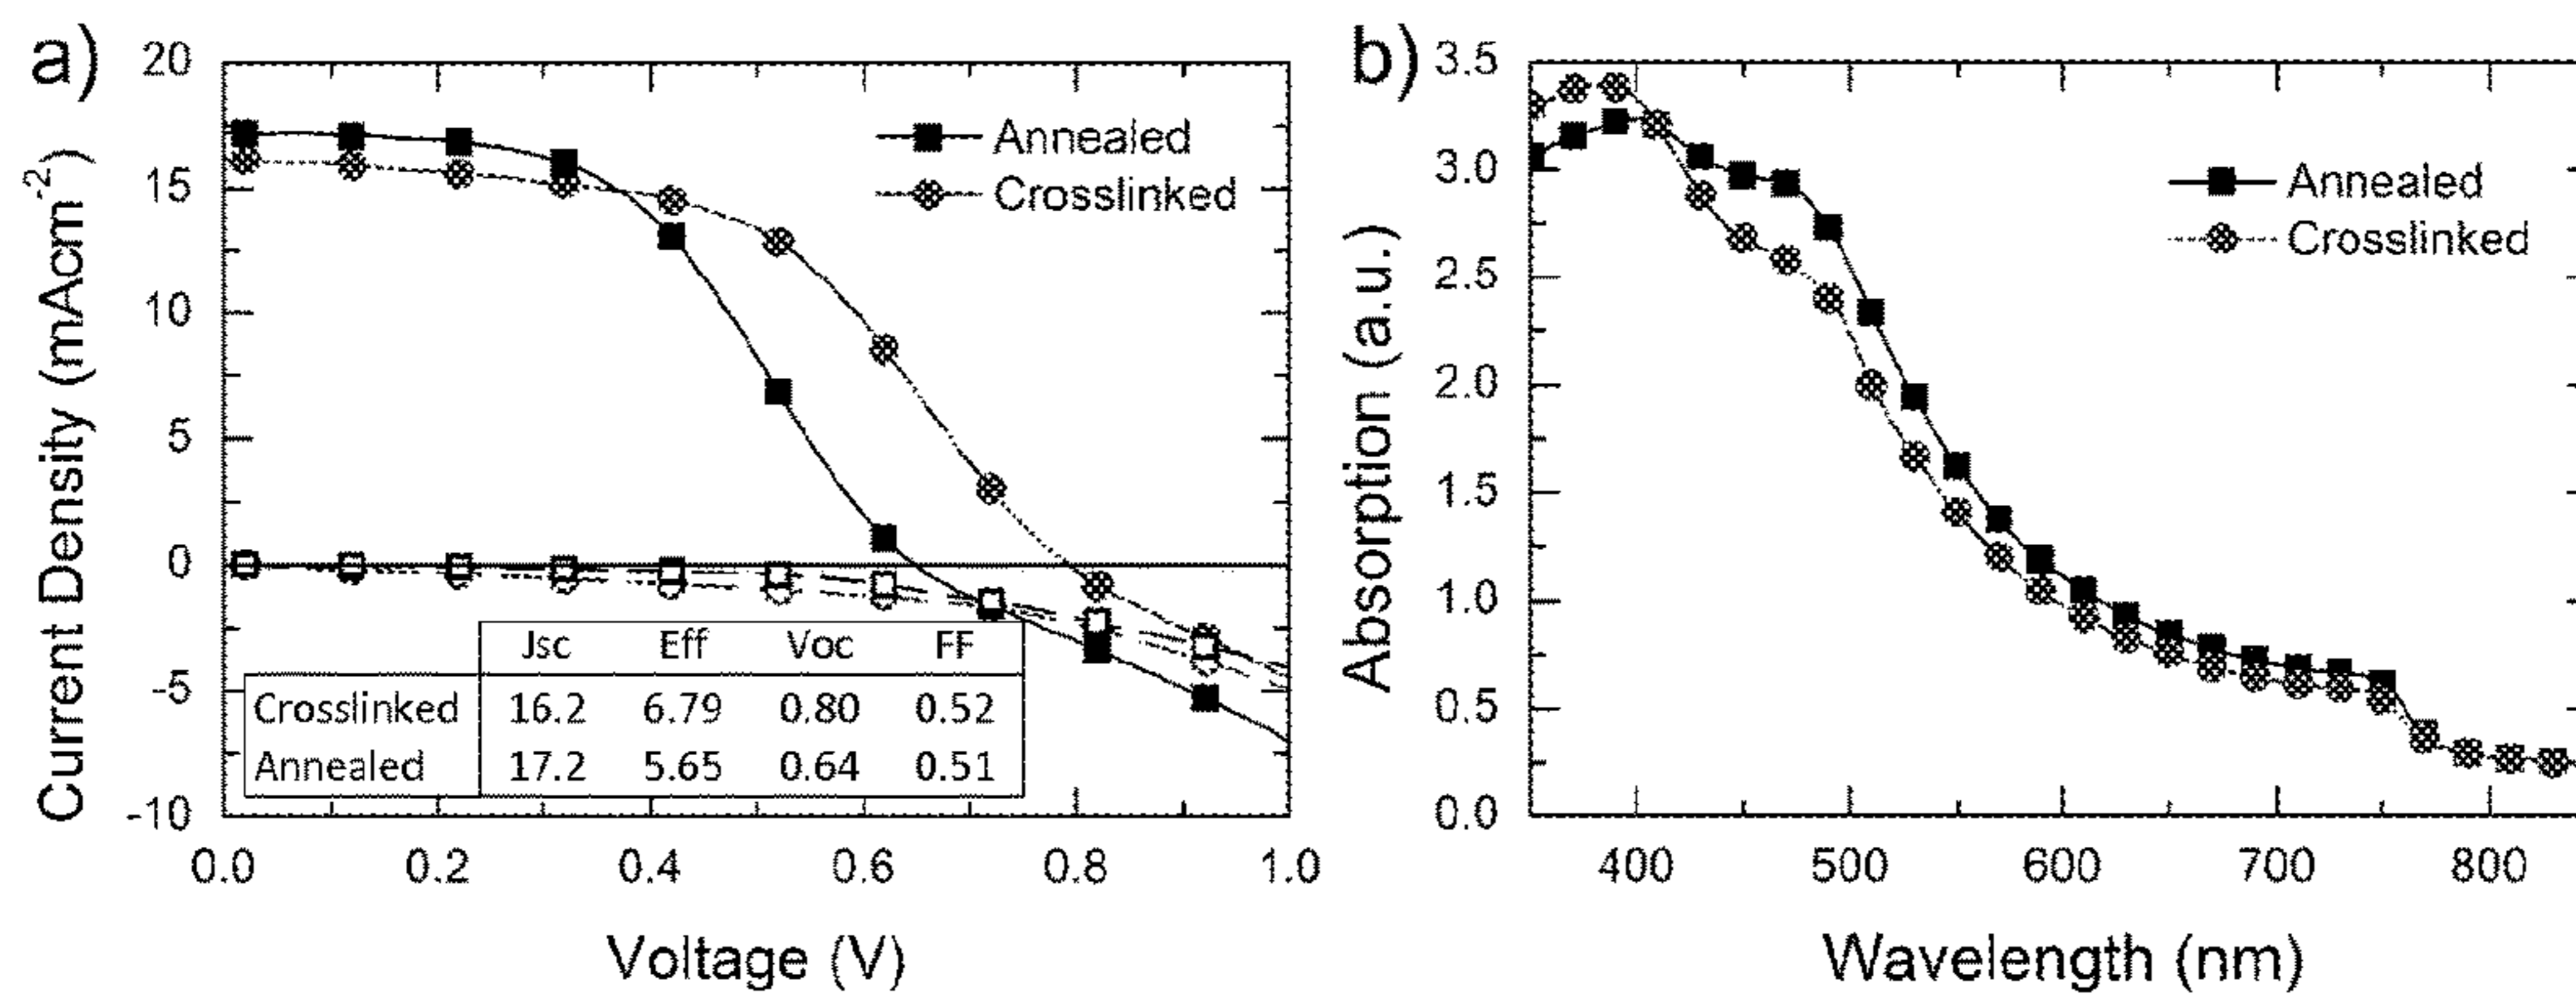 a)
20
15
10
5
0
-5
-10
Current Density (mAcm-2)
Annealed
Crosslinked
Jsc Eff Voc FF
Crosslinked 16.2 6.79 0.80 0.52
Annealed 17.2 5.65 0.64 0.51
0.0 0.2 0.4 0.6 0.8 1.0
Voltage (V)
b)
3.5
3.0
2.5
2.0
1.5
1.0
0.5
0.0
Absorption (a.u.)
Annealed
Crosslinked
400 500 600 700 800
Wavelength (nm)